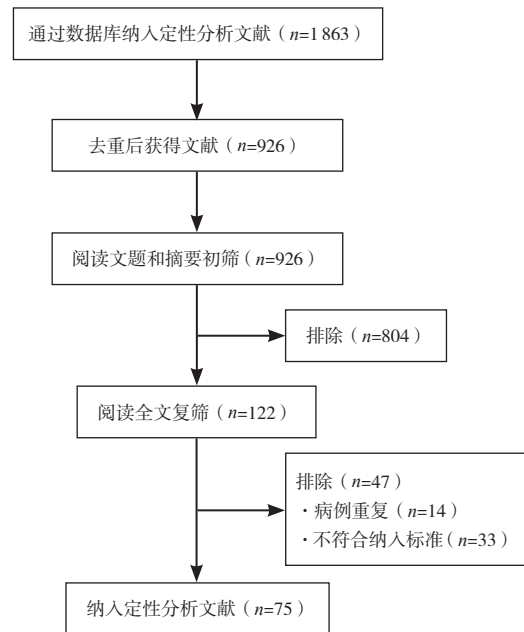 通过数据库纳入定性分析文献（n=1 863）
去重后获得文献（n=926）
阅读文题和摘要初筛（n=926）
排除（n=804）
阅读全文复筛（n=122）
排除（n=47）
·病例重复（n=14）
·不符合纳入标准（n=33）
纳入定性分析文献（n=75）